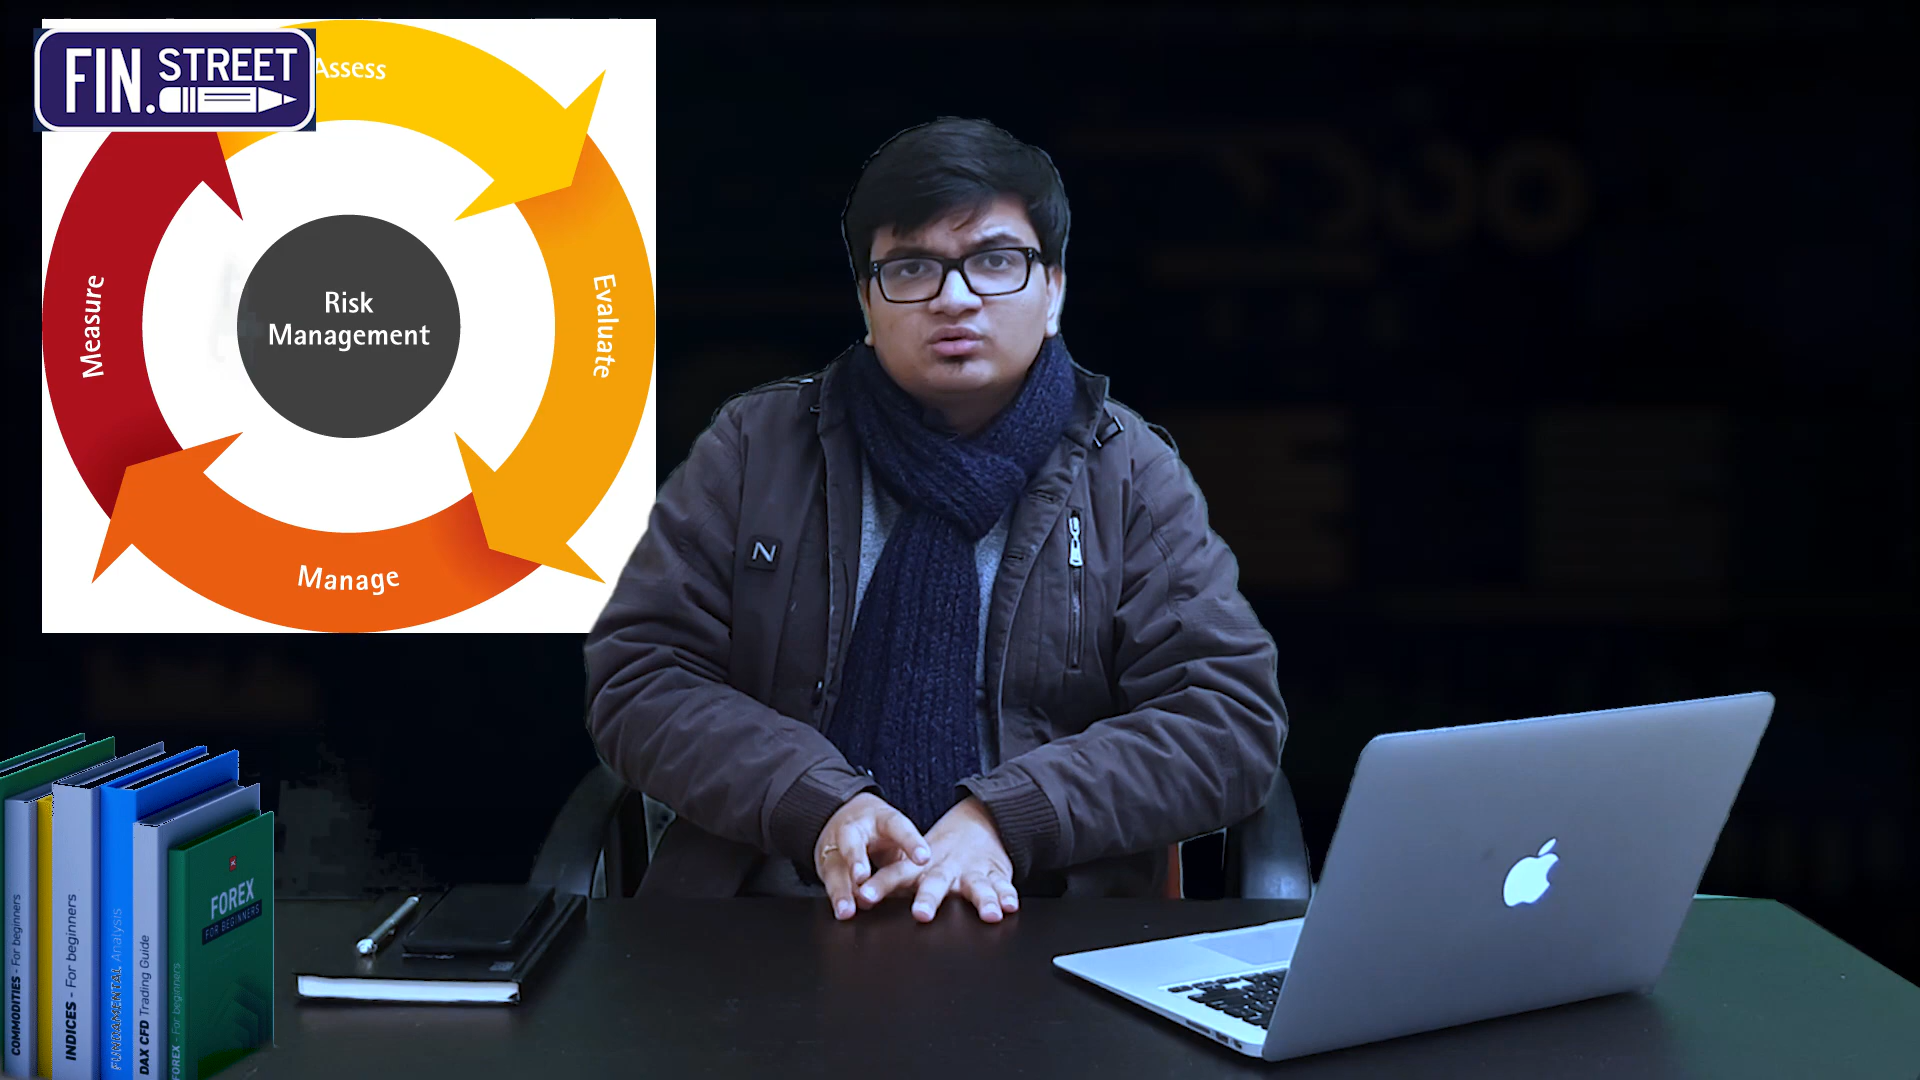 FIN. STREET
Assess
Evaluate
Risk
Management
Measure
Manage
N
FOREX
FOR BEGINNERS
COMMODITIES - For beginners
INDICES - For beginners
FUNDAMENTAL Analysis
DAX CFD Trading Guide
FOREX - For beginners